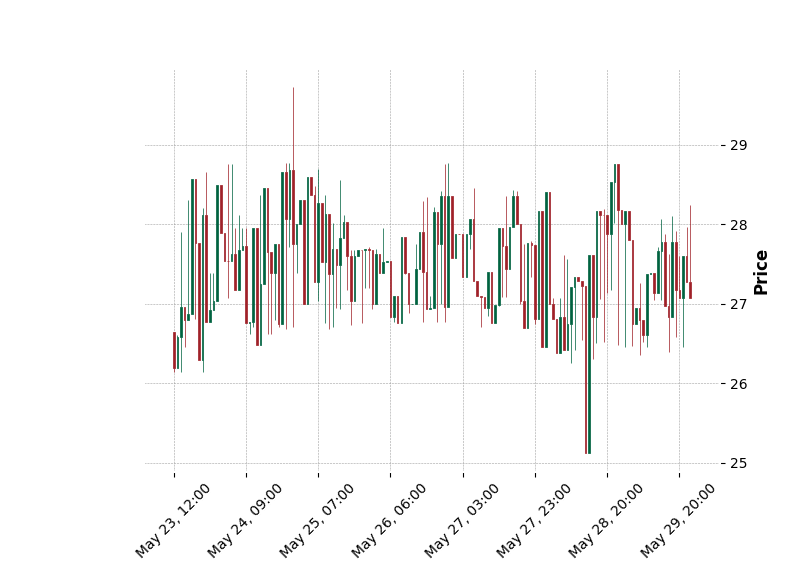 29
28
27
26
25
Price
May 23, 12:00
May 24, 09:00
May 25, 07:00
May 26, 06:00
May 27, 03:00
May 27, 23:00
May 28, 20:00
May 29, 20:00